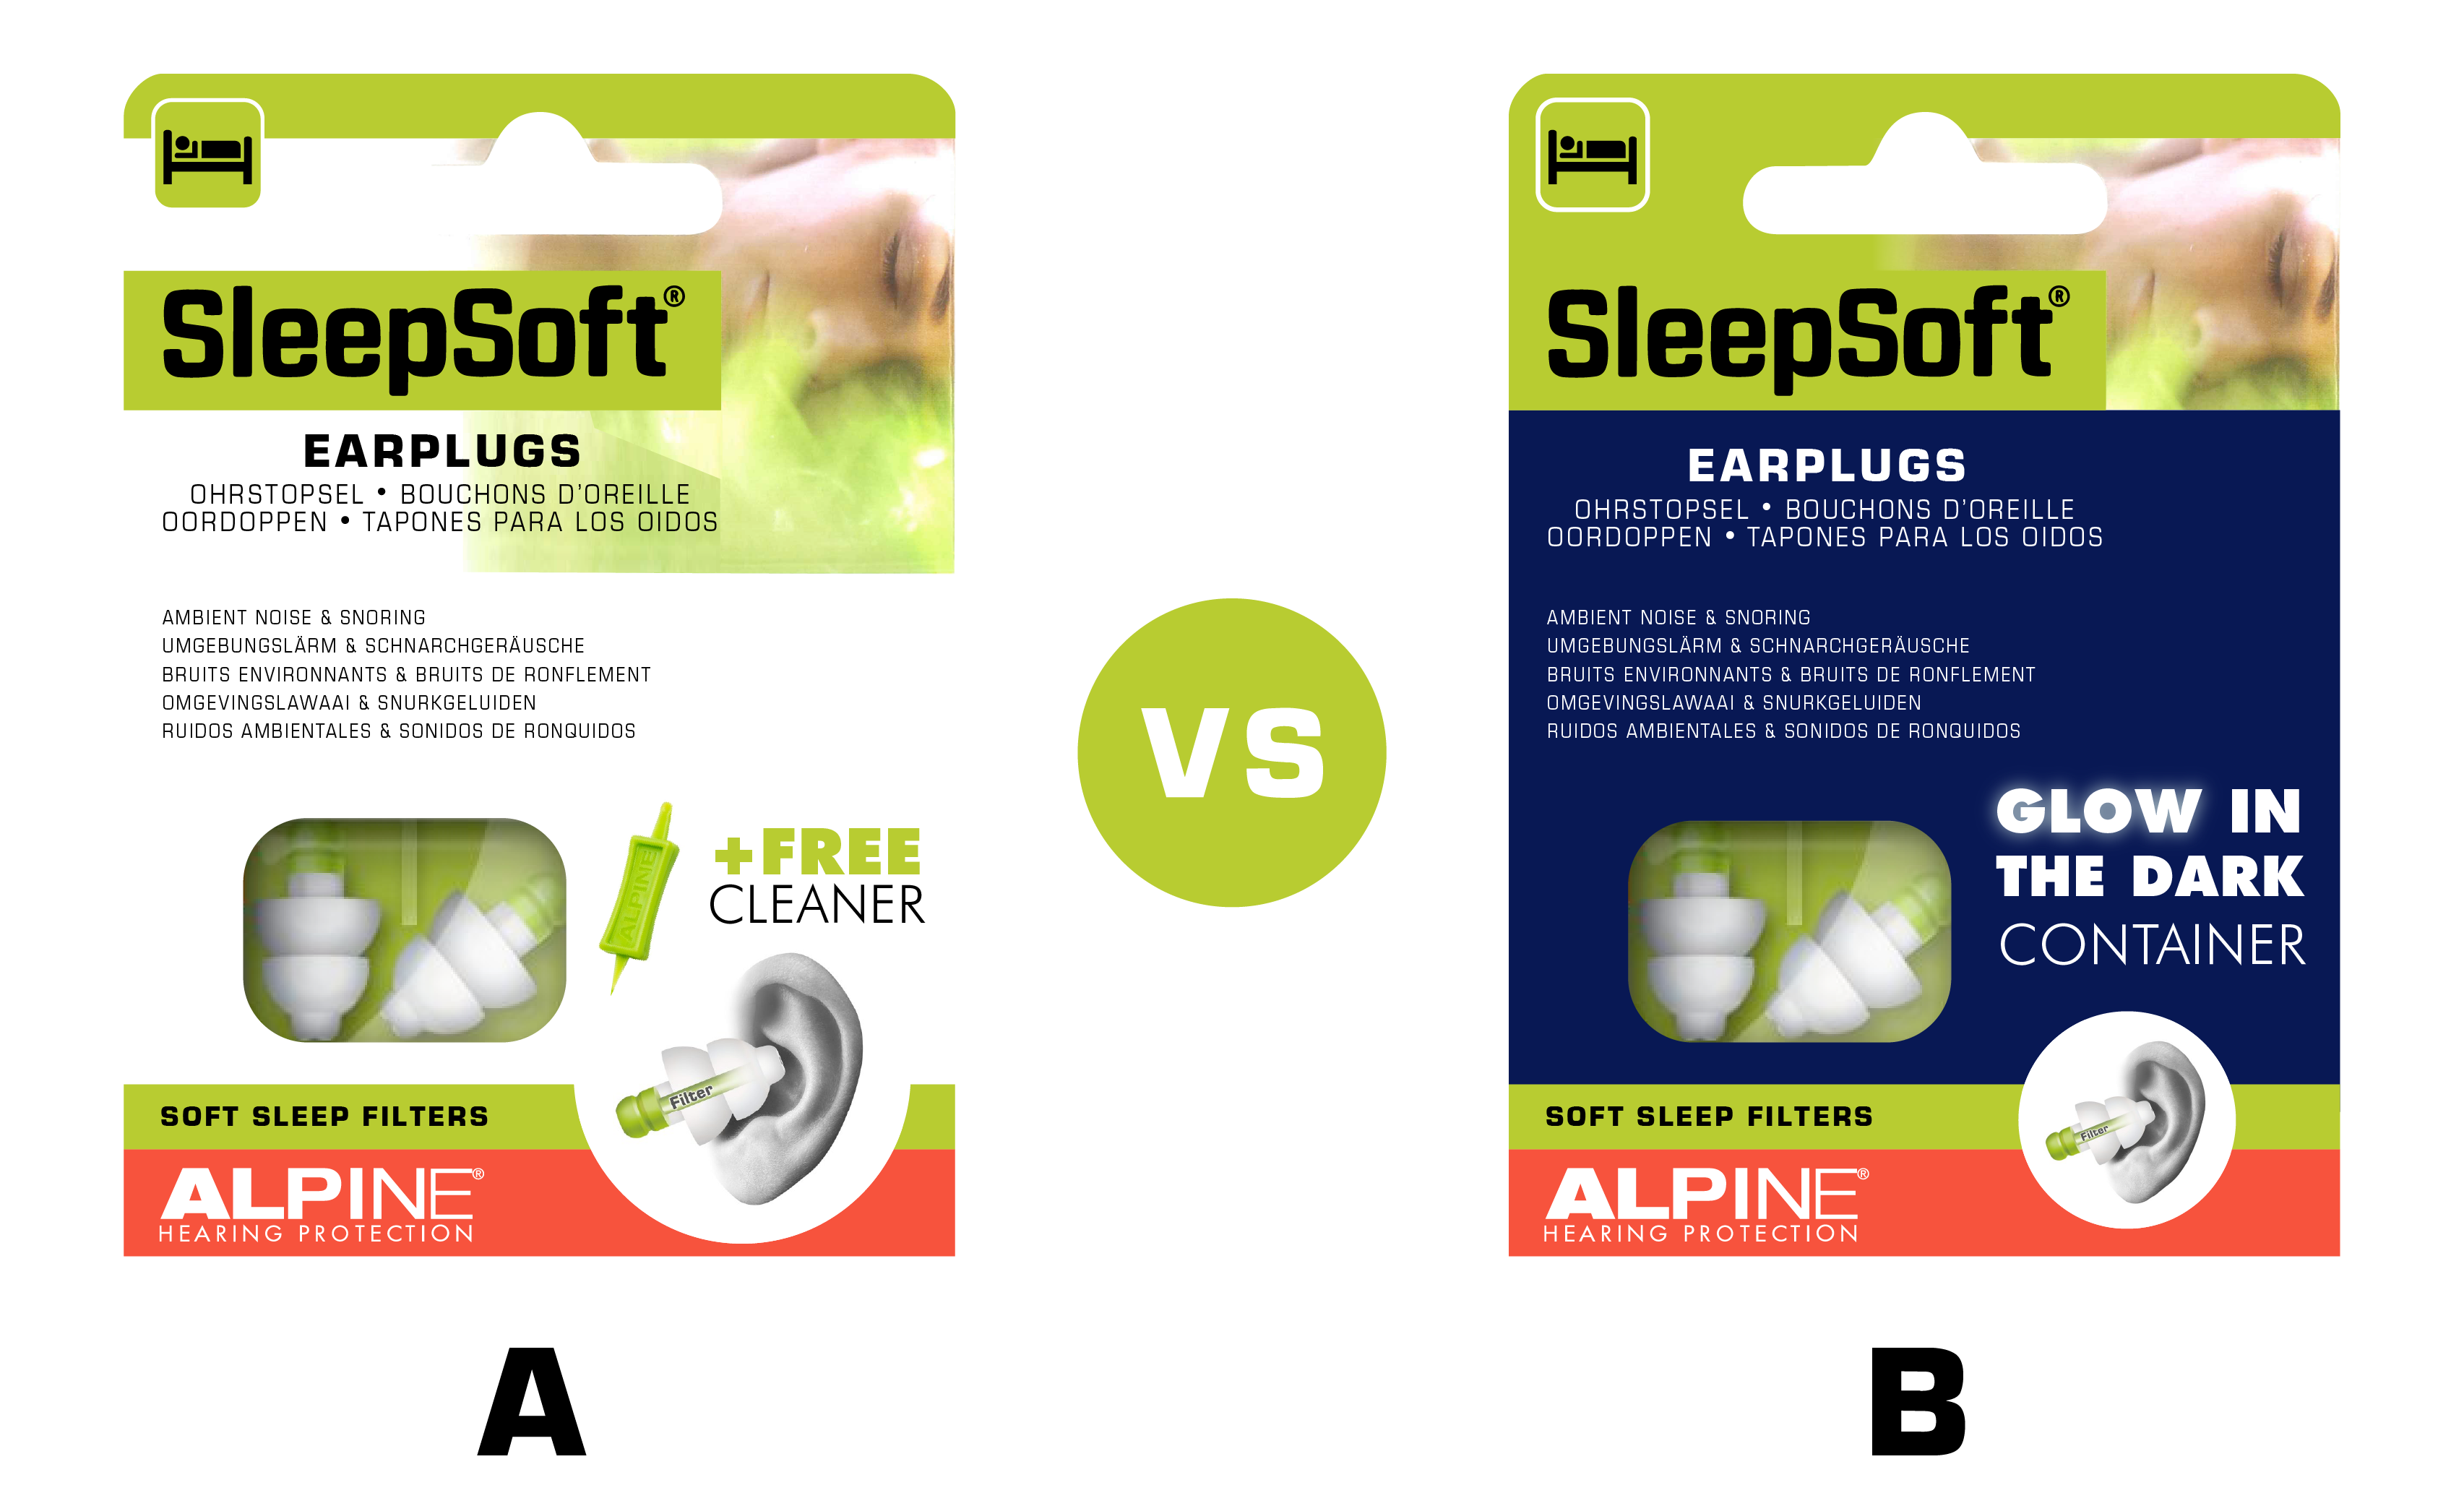 SleepSoft®
EARPLUGS
OHRSTOPSEL • BOUCHONS D'OREILLE
OORDOPPEN • TAPONES PARA LOS OIDOS
AMBIENT NOISE & SNORING
UMGEBUNGSLÄRM & SCHNARCHGERÄUSCHE
BRUITS ENVIRONNANTS & BRUITS DE RONFLEMENT
OMGEVINGSLAWAAI & SNURKGELUIDEN
RUIDOS AMBIENTALES & SONIDOS DE RONQUIDOS
ALPINE
+FREE
CLEANER
Filter
SOFT SLEEP FILTERS
ALPINE®
HEARING PROTECTION
A
VS
SleepSoft®
EARPLUGS
OHRSTOPSEL • BOUCHONS D'OREILLE
OORDOPPEN • TAPONES PARA LOS OIDOS
AMBIENT NOISE & SNORING
UMGEBUNGSLÄRM & SCHNARCHGERÄUSCHE
BRUITS ENVIRONNANTS & BRUITS DE RONFLEMENT
OMGEVINGSLAWAAI & SNURKGELUIDEN
RUIDOS AMBIENTALES & SONIDOS DE RONQUIDOS
GLOW IN
THE DARK
CONTAINER
Filter
SOFT SLEEP FILTERS
ALPINE®
HEARING PROTECTION
B